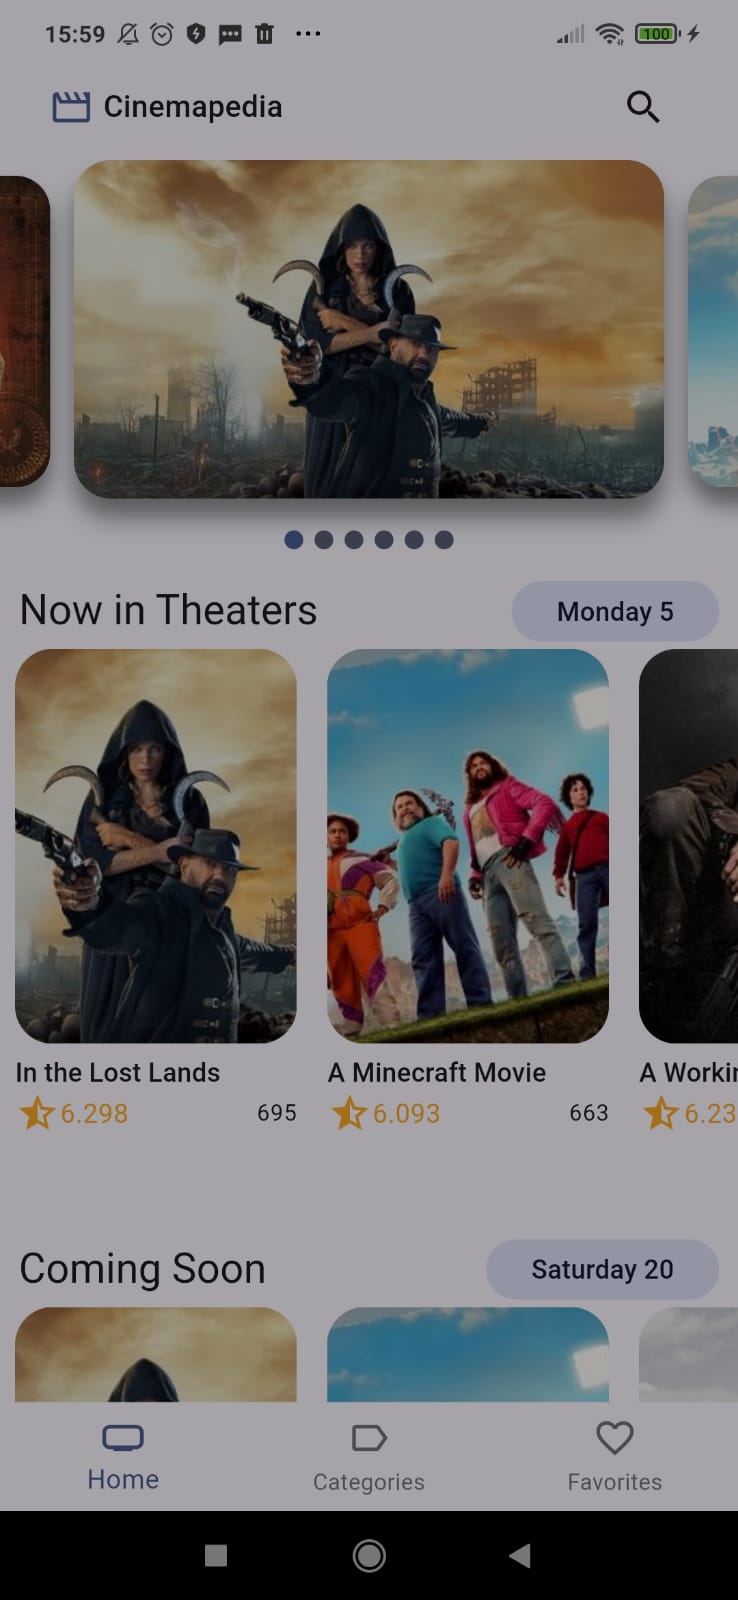 15:59
100
Cinemapedia
Now in Theaters
Monday 5
In the Lost Lands
A Minecraft Movie
A Workin
6.298
695
6.093
663
6.23
Coming Soon
Saturday 20
Home
Categories
Favorites